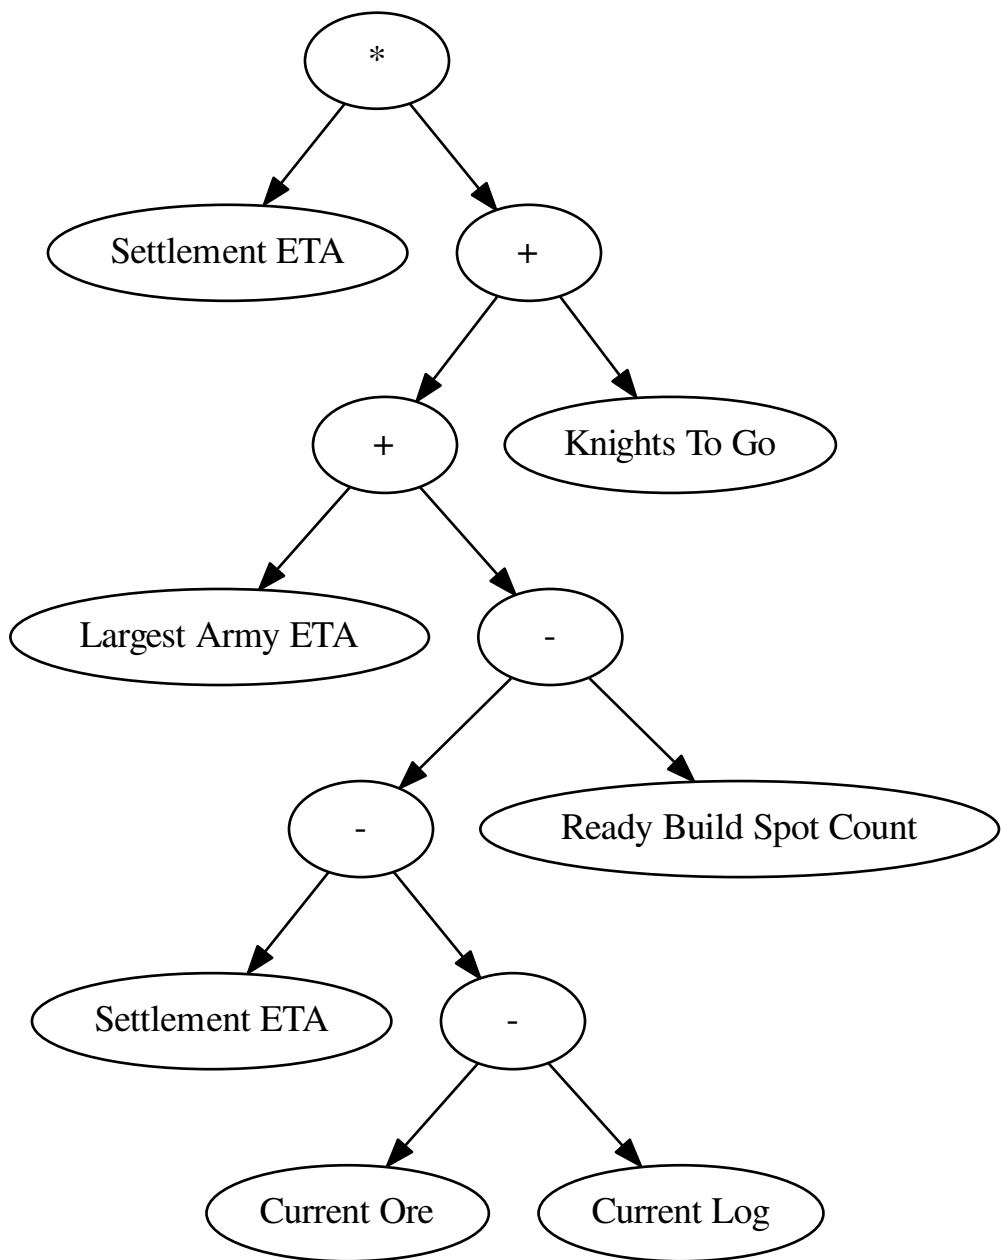 *
Settlement ETA
+
+
Knights To Go
Largest Army ETA
-
-
Ready Build Spot Count
Settlement ETA
-
Current Ore
Current Log